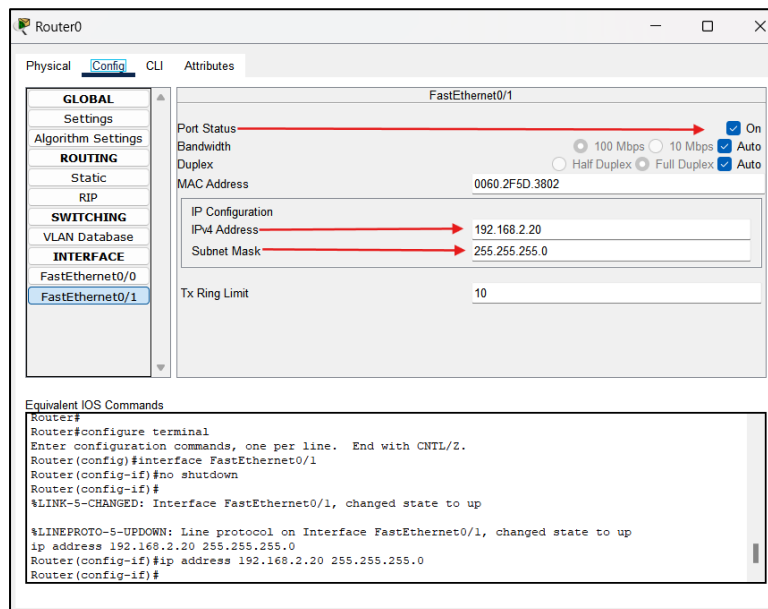 Router0
Physical Config CLI Attributes
GLOBAL
Settings
Algorithm Settings
ROUTING
Static
RIP
SWITCHING
VLAN Database
INTERFACE
FastEthernet0/0
FastEthernet0/1
FastEthernet0/1
Port Status On
Bandwidth 100 Mbps 10 Mbps Auto
Duplex Half Duplex Full Duplex Auto
MAC Address 0060.2F5D.3802
IP Configuration
IPv4 Address 192.168.2.20
Subnet Mask 255.255.255.0
Tx Ring Limit 10
Equivalent IOS Commands
Router#
Router#configure terminal
Enter configuration commands, one per line. End with CNTL/Z.
Router(config)#interface FastEthernet0/1
Router(config-if)#no shutdown
Router(config-if)#
%LINK-5-CHANGED: Interface FastEthernet0/1, changed state to up
%LINEPROTO-5-UPDOWN: Line protocol on Interface FastEthernet0/1, changed state to up
ip address 192.168.2.20 255.255.255.0
Router(config-if)#ip address 192.168.2.20 255.255.255.0
Router(config-if)#